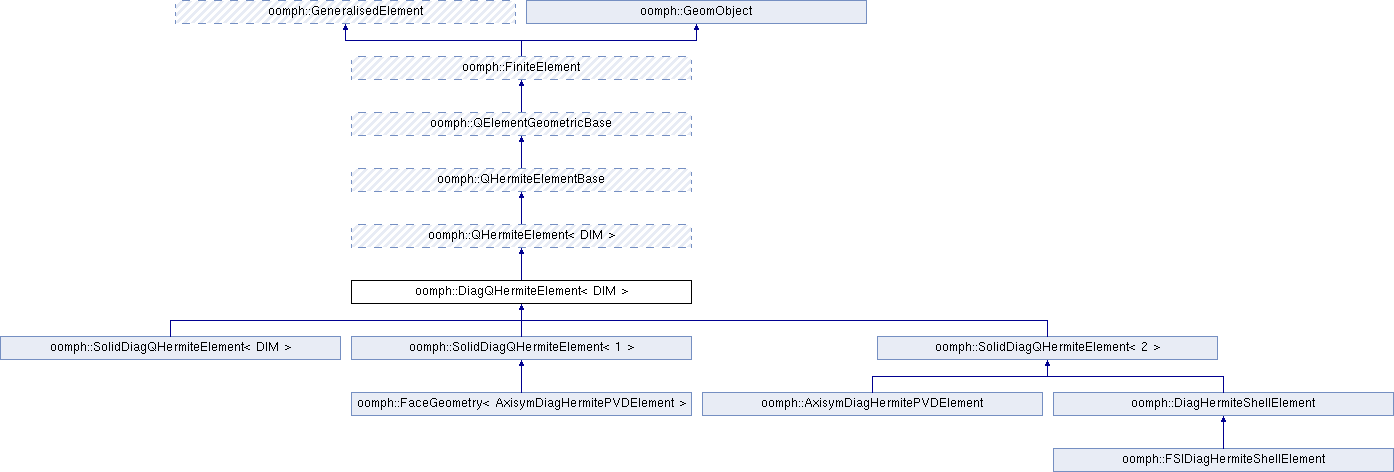 oomph::GeneralisedElement
oomph::GeomObject
oomph::FiniteElement
oomph::QElementGeometricBase
oomph::QHermiteElementBase
oomph::QHermiteElement< DIM >
oomph::DiagQHermiteElement< DIM >
oomph::SolidDiagQHermiteElement< DIM >
oomph::SolidDiagQHermiteElement< 1 >
oomph::SolidDiagQHermiteElement< 2 >
oomph::FaceGeometry< AxisymDiagHermitePVDElement >
oomph::AxisymDiagHermitePVDElement
oomph::DiagHermiteShellElement
oomph::FSIDiagHermiteShellElement